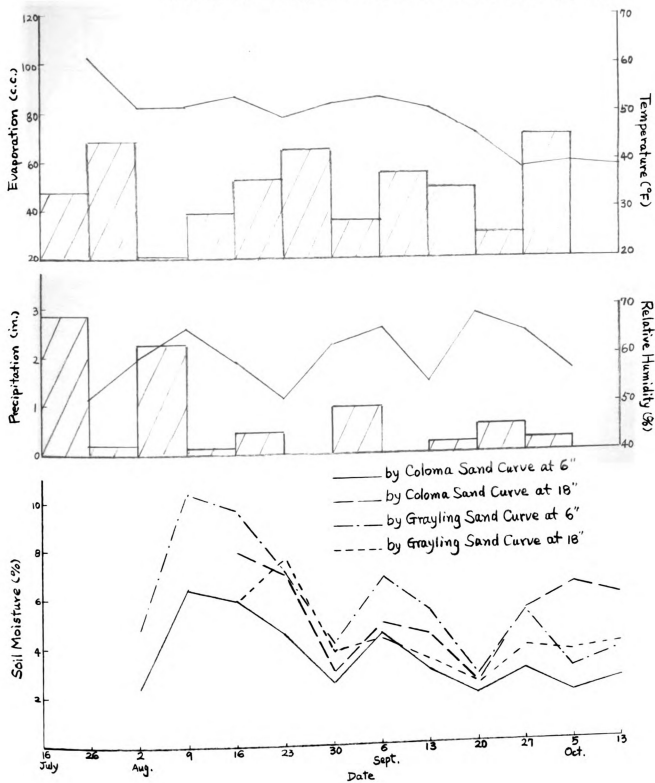 Evaporation (c.c.)
120
100
80
60
40
20
Temperature (°F)
70
60
50
40
30
20
Precipitation (in.)
3
2
1
0
Relative Humidity (%)
70
60
50
40
by Coloma Sand Curve at 6"
by Coloma Sand Curve at 18"
by Grayling Sand Curve at 6"
by Grayling Sand Curve at 18"
Soil Moisture (%)
10
8
6
4
2
16 26 2 9 16 23 30 6 13 20 27 5 13
July Aug. Sept. Oct.
Date